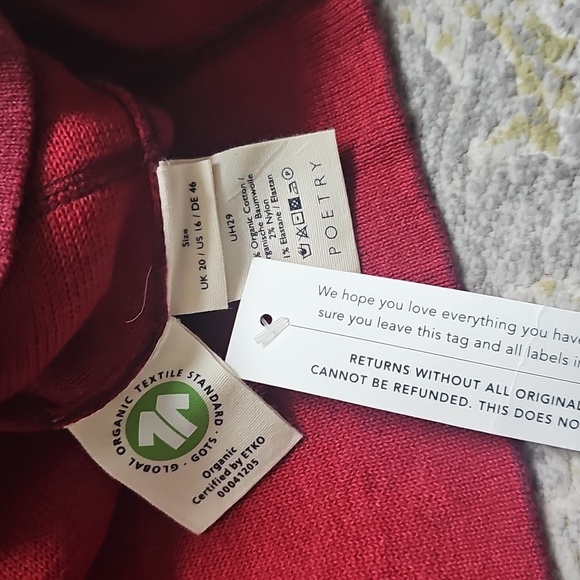 Size
UK 20 / US 16 / DE 46
UH29
% Organic Cotton /
rganische Baumwolle
2% Nylon
1% Elastane / Elastan
POETRY
We hope you love everything you have
sure you leave this tag and all labels in
RETURNS WITHOUT ALL ORIGINAL
CANNOT BE REFUNDED. THIS DOES NO
GLOBAL ORGANIC TEXTILE STANDARD
· GOTS ·
Organic
Certified by ETKO
00041205